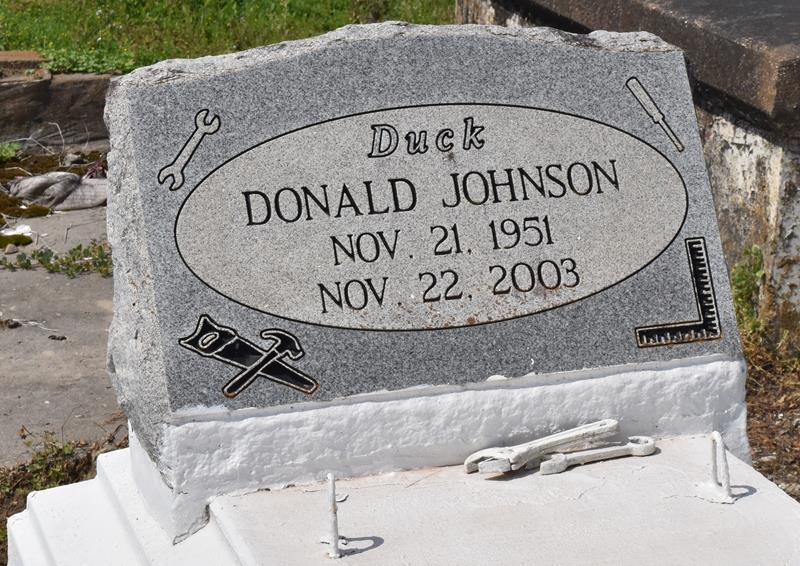 Duck
DONALD JOHNSON
NOV. 21. 1951
NOV. 22. 2003